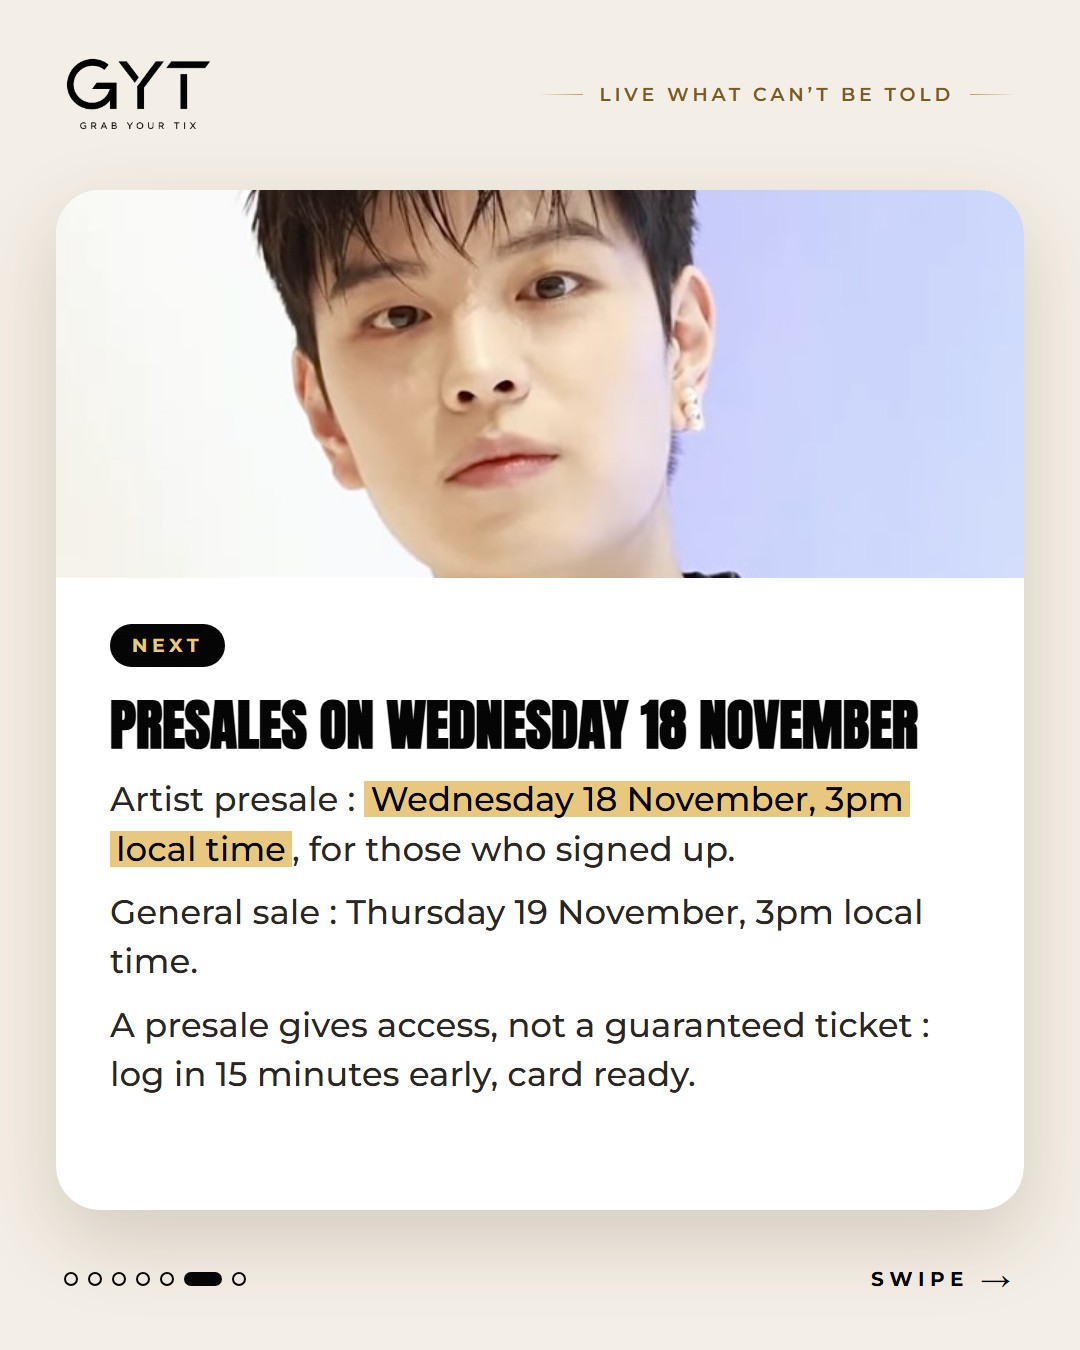 GYT
GRAB YOUR TIX
LIVE WHAT CAN’T BE TOLD
NEXT
PRESALES ON WEDNESDAY 18 NOVEMBER
Artist presale : Wednesday 18 November, 3pm
local time, for those who signed up.
General sale : Thursday 19 November, 3pm local
time.
A presale gives access, not a guaranteed ticket :
log in 15 minutes early, card ready.
SWIPE →